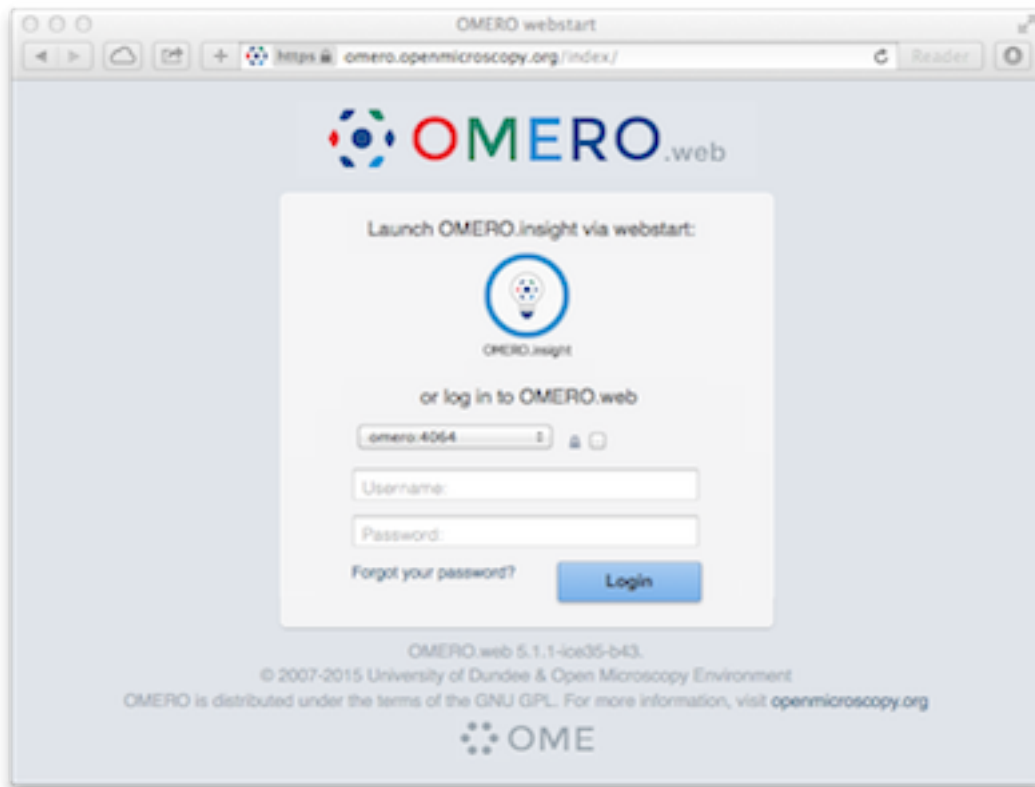 OMERO webstart
https omero.openmicroscopy.org/index/ Reader
OMERO.web
Launch OMERO.insight via webstart:
OMERO.insight
or log in to OMERO.web
omero:4064
Username:
Password:
Forgot your password? Login
OMERO.web 5.1.1-ice35-b43.
© 2007-2015 University of Dundee & Open Microscopy Environment
OMERO is distributed under the terms of the GNU GPL. For more information, visit openmicroscopy.org
OME